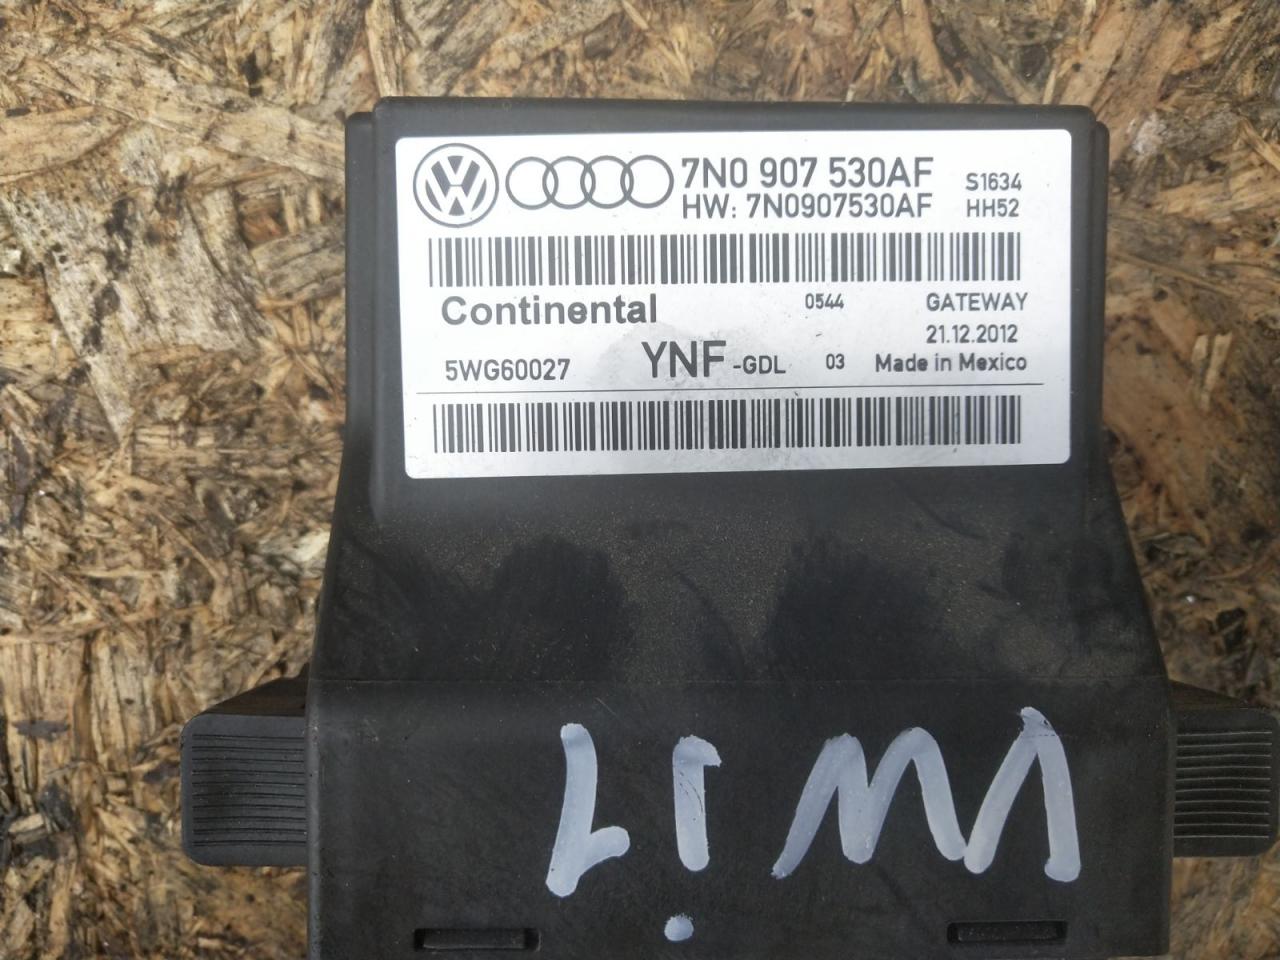 7N0 907 530AF S1634
HW: 7N0907530AF HH52
Continental 0544 GATEWAY
21.12.2012
5WG60027 YNF -GDL 03 Made in Mexico